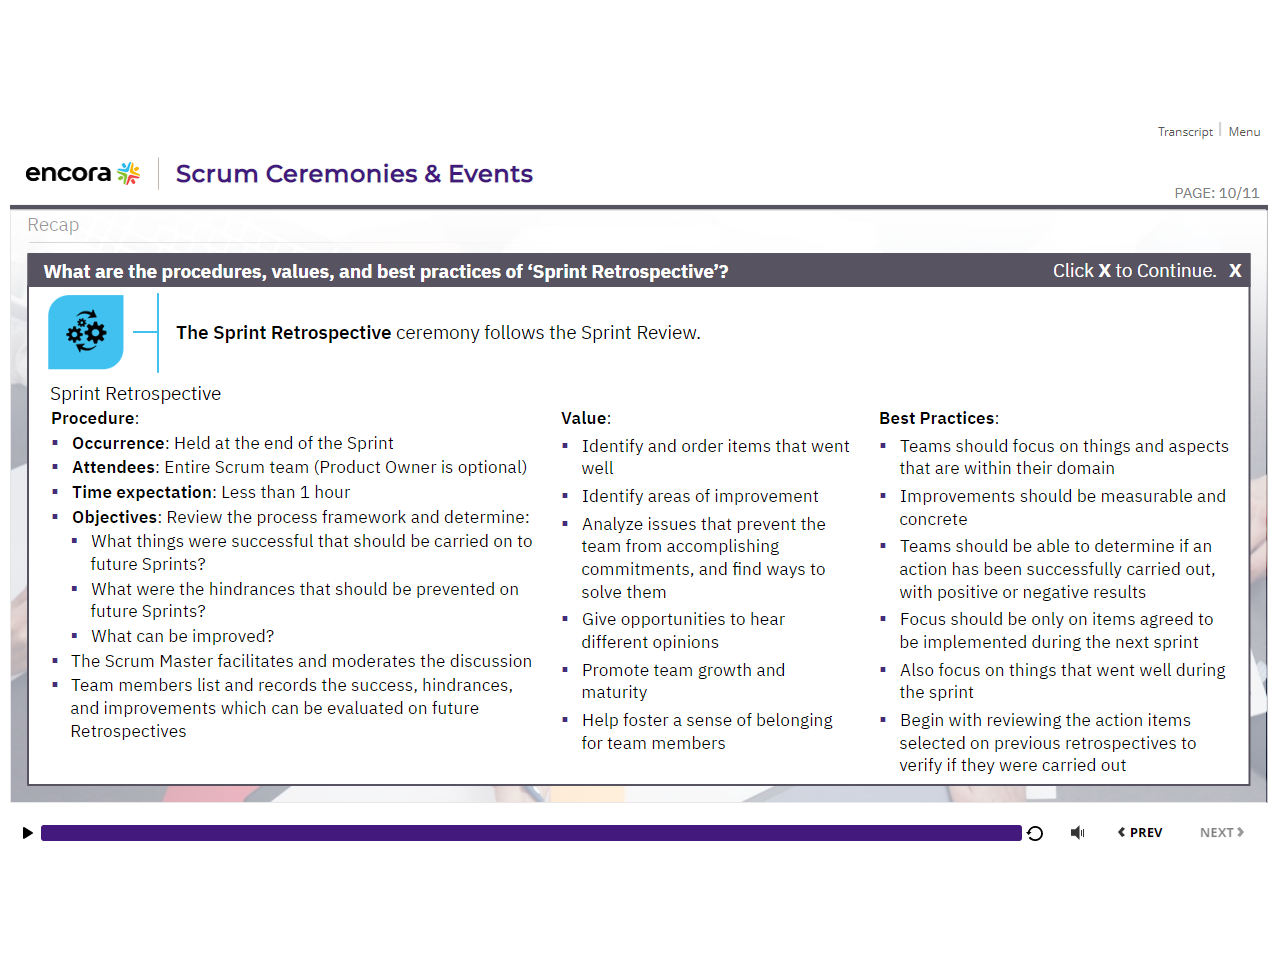 Transcript | Menu
encora
Scrum Ceremonies & Events
PAGE: 10/11
Recap
What are the procedures, values, and best practices of ‘Sprint Retrospective’?
Click X to Continue. X
The Sprint Retrospective ceremony follows the Sprint Review.
Sprint Retrospective
Procedure:
▪ Occurrence: Held at the end of the Sprint
▪ Attendees: Entire Scrum team (Product Owner is optional)
▪ Time expectation: Less than 1 hour
▪ Objectives: Review the process framework and determine:
▪ What things were successful that should be carried on to
future Sprints?
▪ What were the hindrances that should be prevented on
future Sprints?
▪ What can be improved?
▪ The Scrum Master facilitates and moderates the discussion
▪ Team members list and records the success, hindrances,
and improvements which can be evaluated on future
Retrospectives
Value:
▪ Identify and order items that went
well
▪ Identify areas of improvement
▪ Analyze issues that prevent the
team from accomplishing
commitments, and find ways to
solve them
▪ Give opportunities to hear
different opinions
▪ Promote team growth and
maturity
▪ Help foster a sense of belonging
for team members
Best Practices:
▪ Teams should focus on things and aspects
that are within their domain
▪ Improvements should be measurable and
concrete
▪ Teams should be able to determine if an
action has been successfully carried out,
with positive or negative results
▪ Focus should be only on items agreed to
be implemented during the next sprint
▪ Also focus on things that went well during
the sprint
▪ Begin with reviewing the action items
selected on previous retrospectives to
verify if they were carried out
PREV
NEXT